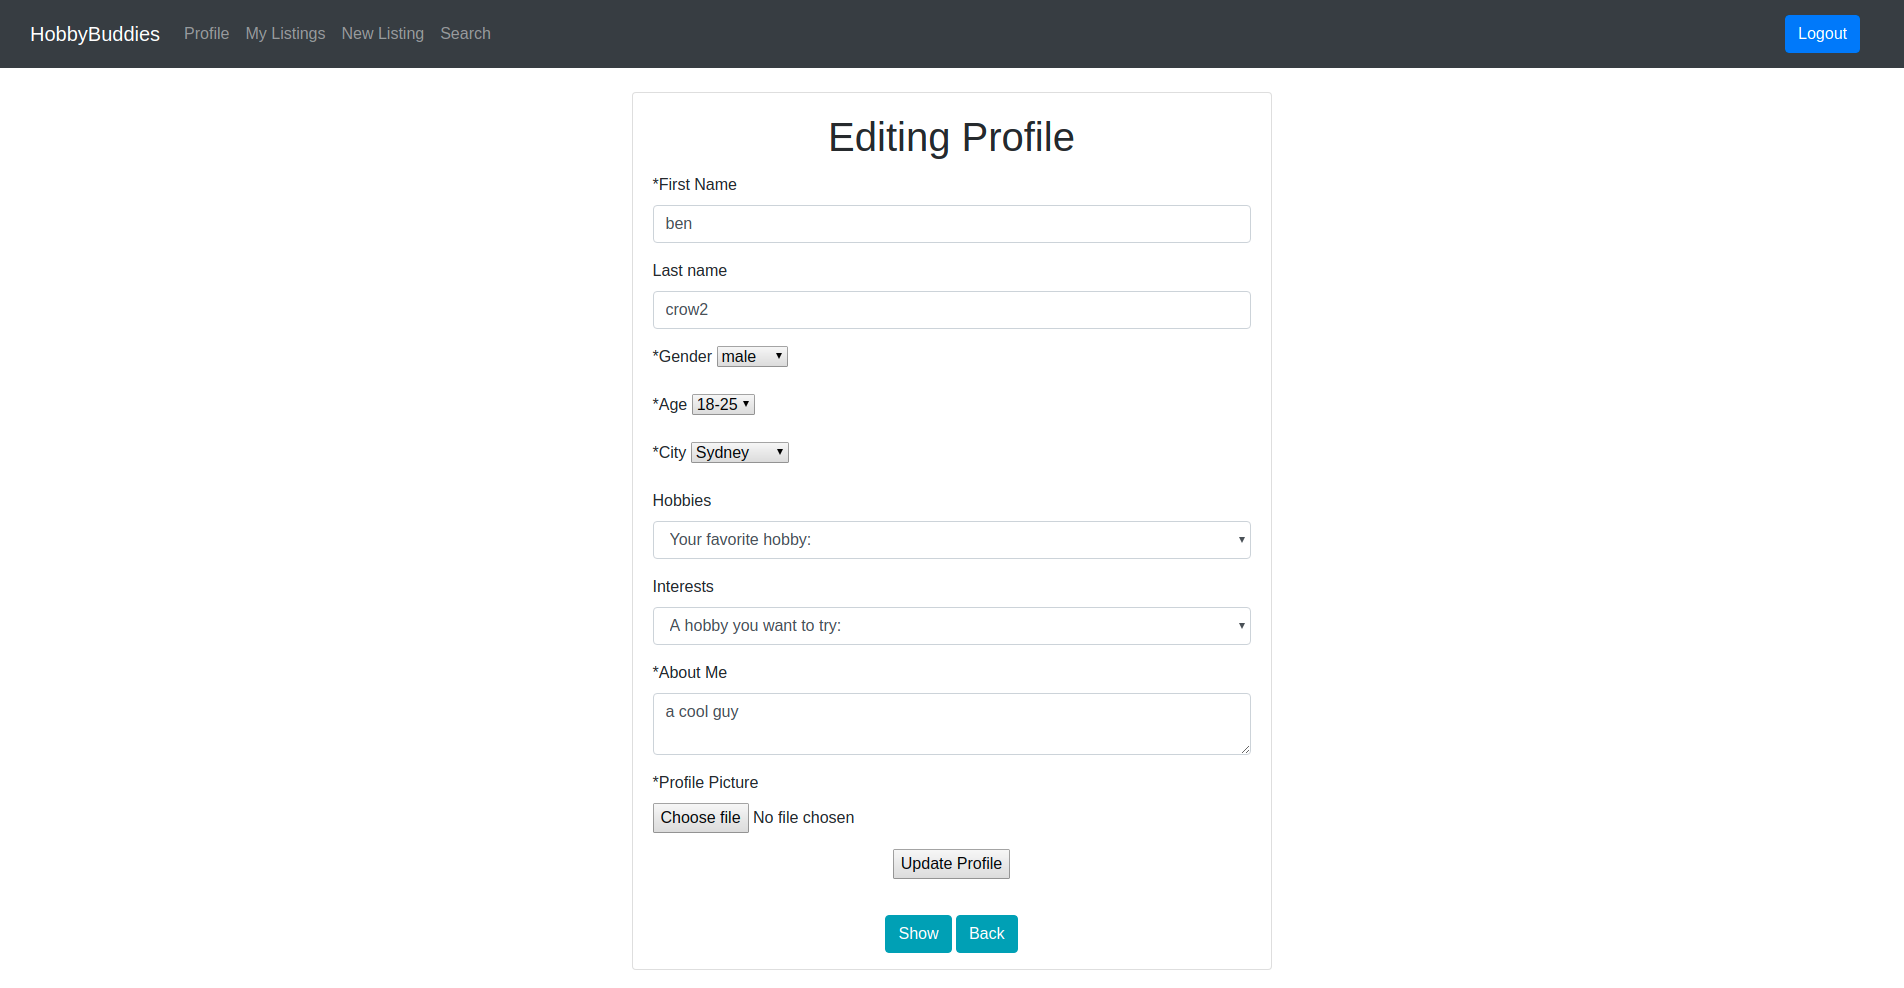 HobbyBuddies Profile My Listings New Listing Search Logout
Editing Profile
*First Name
ben
Last name
crow2
*Gender male
*Age 18-25
*City Sydney
Hobbies
Your favorite hobby:
Interests
A hobby you want to try:
*About Me
a cool guy
*Profile Picture
Choose file No file chosen
Update Profile
Show Back